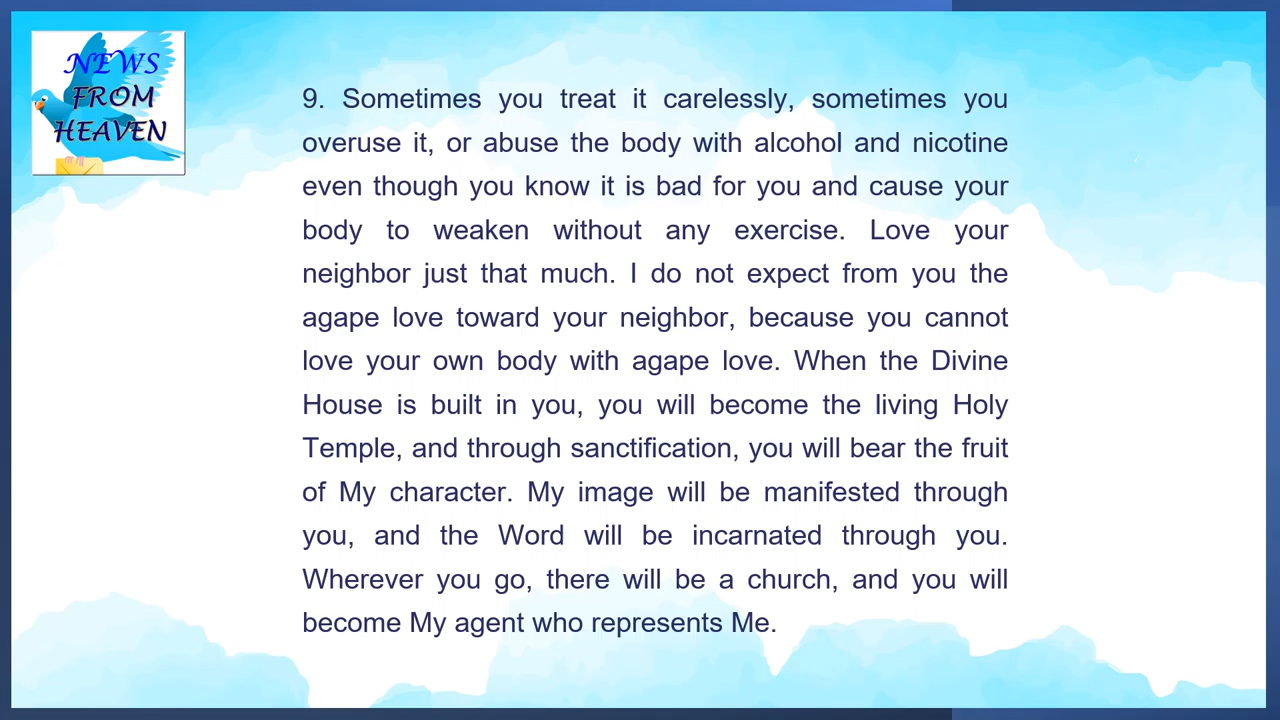 NEWS
FROM
HEAVEN
9. Sometimes you treat it carelessly, sometimes you
overuse it, or abuse the body with alcohol and nicotine
even though you know it is bad for you and cause your
body to weaken without any exercise. Love your
neighbor just that much. I do not expect from you the
agape love toward your neighbor, because you cannot
love your own body with agape love. When the Divine
House is built in you, you will become the living Holy
Temple, and through sanctification, you will bear the fruit
of My character. My image will be manifested through
you, and the Word will be incarnated through you.
Wherever you go, there will be a church, and you will
become My agent who represents Me.